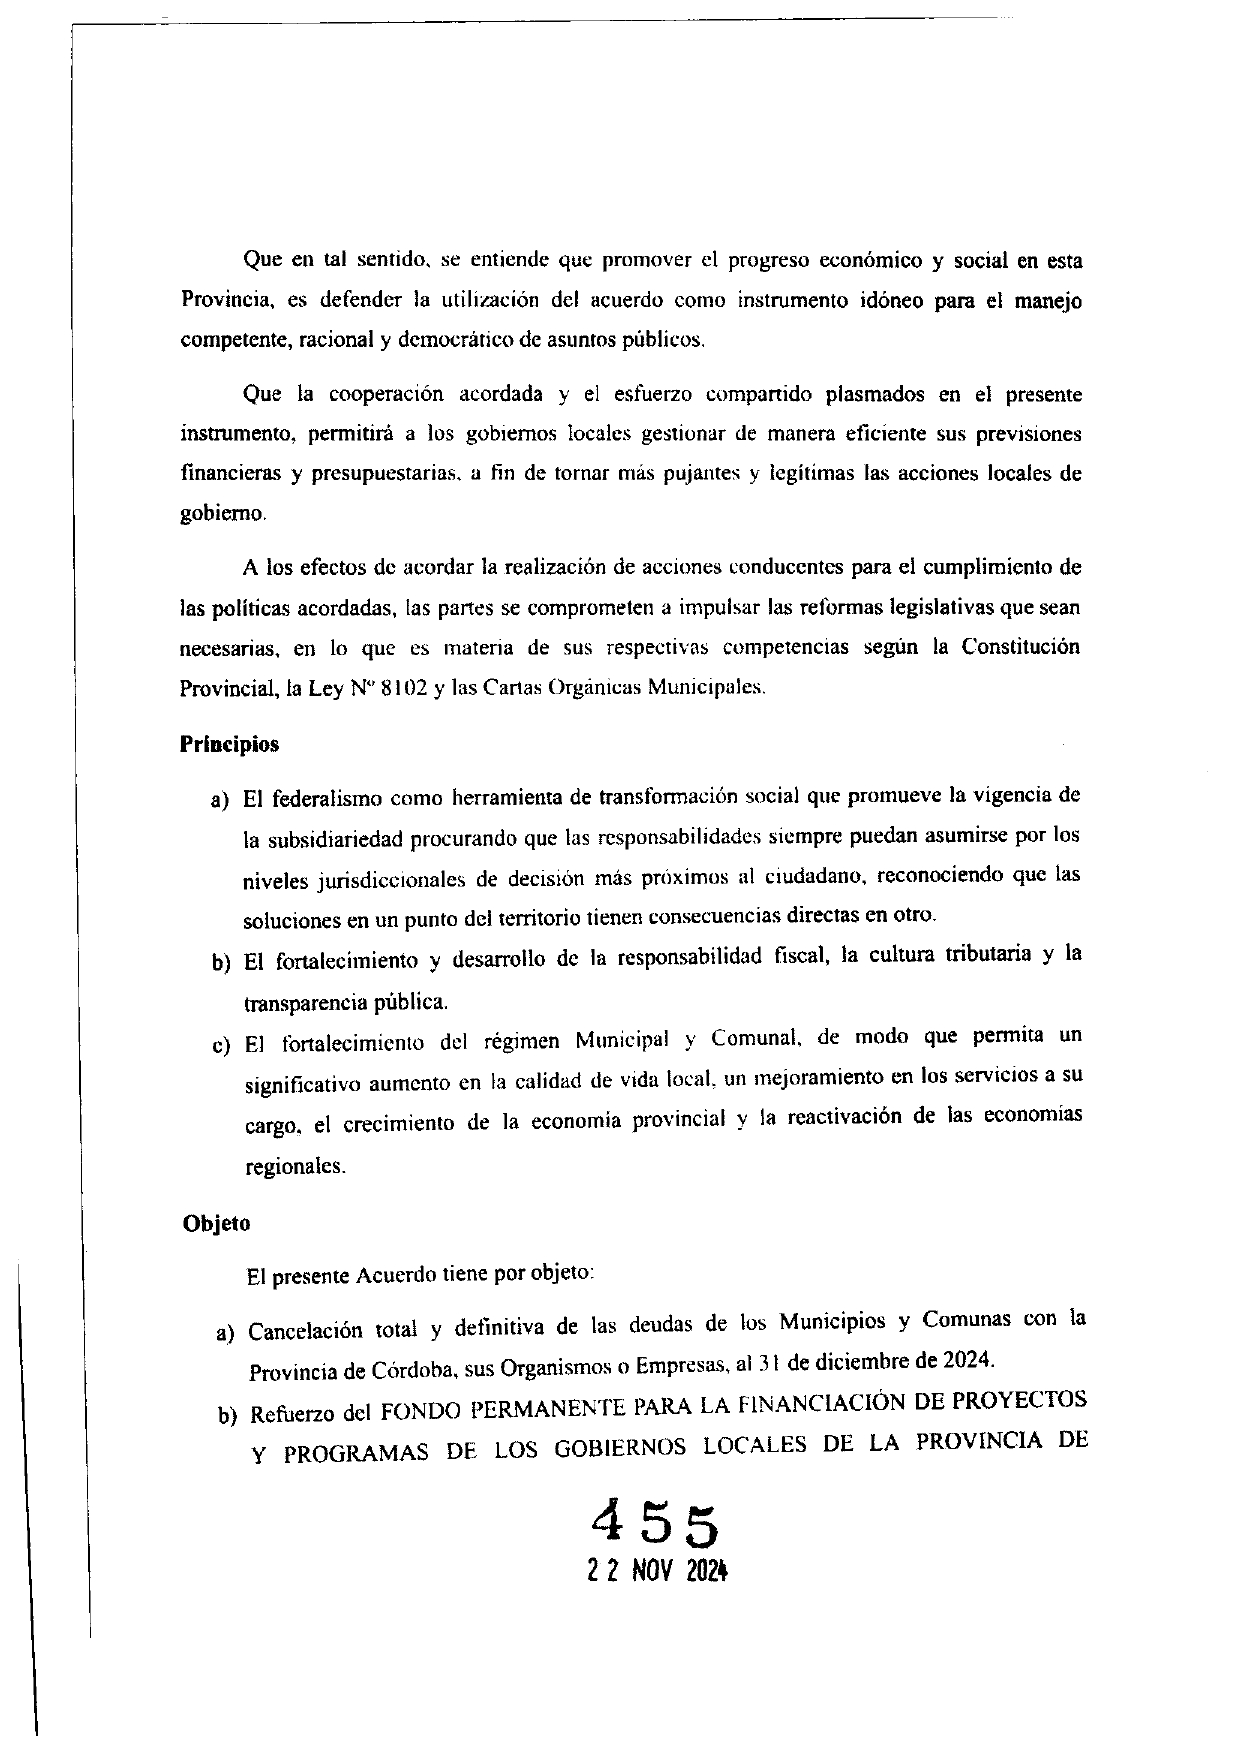 Que en tal sentido, se entiende que promover el progreso económico y social en esta
Provincia, es defender la utilización del acuerdo como instrumento idóneo para el manejo
competente, racional y democrático de asuntos públicos.
Que la cooperación acordada y el esfuerzo compartido plasmados en el presente
instrumento, permitirá a los gobiernos locales gestionar de manera eficiente sus previsiones
financieras y presupuestarias, a fin de tornar más pujantes y legítimas las acciones locales de
gobierno.
A los efectos de acordar la realización de acciones conducentes para el cumplimiento de
las políticas acordadas, las partes se comprometen a impulsar las reformas legislativas que sean
necesarias, en lo que es materia de sus respectivas competencias según la Constitución
Provincial, la Ley Nº 8102 y las Cartas Orgánicas Municipales.
Principios
a) El federalismo como herramienta de transformación social que promueve la vigencia de
la subsidiariedad procurando que las responsabilidades siempre puedan asumirse por los
niveles jurisdiccionales de decisión más próximos al ciudadano, reconociendo que las
soluciones en un punto del territorio tienen consecuencias directas en otro.
b) El fortalecimiento y desarrollo de la responsabilidad fiscal, la cultura tributaria y la
transparencia pública.
c) El fortalecimiento del régimen Municipal y Comunal, de modo que permita un
significativo aumento en la calidad de vida local, un mejoramiento en los servicios a su
cargo, el crecimiento de la economía provincial y la reactivación de las economías
regionales.
Objeto
El presente Acuerdo tiene por objeto:
a) Cancelación total y definitiva de las deudas de los Municipios y Comunas con la
Provincia de Córdoba, sus Organismos o Empresas, al 31 de diciembre de 2024.
b) Refuerzo del FONDO PERMANENTE PARA LA FINANCIACIÓN DE PROYECTOS
Y PROGRAMAS DE LOS GOBIERNOS LOCALES DE LA PROVINCIA DE
455
22 NOV 2024